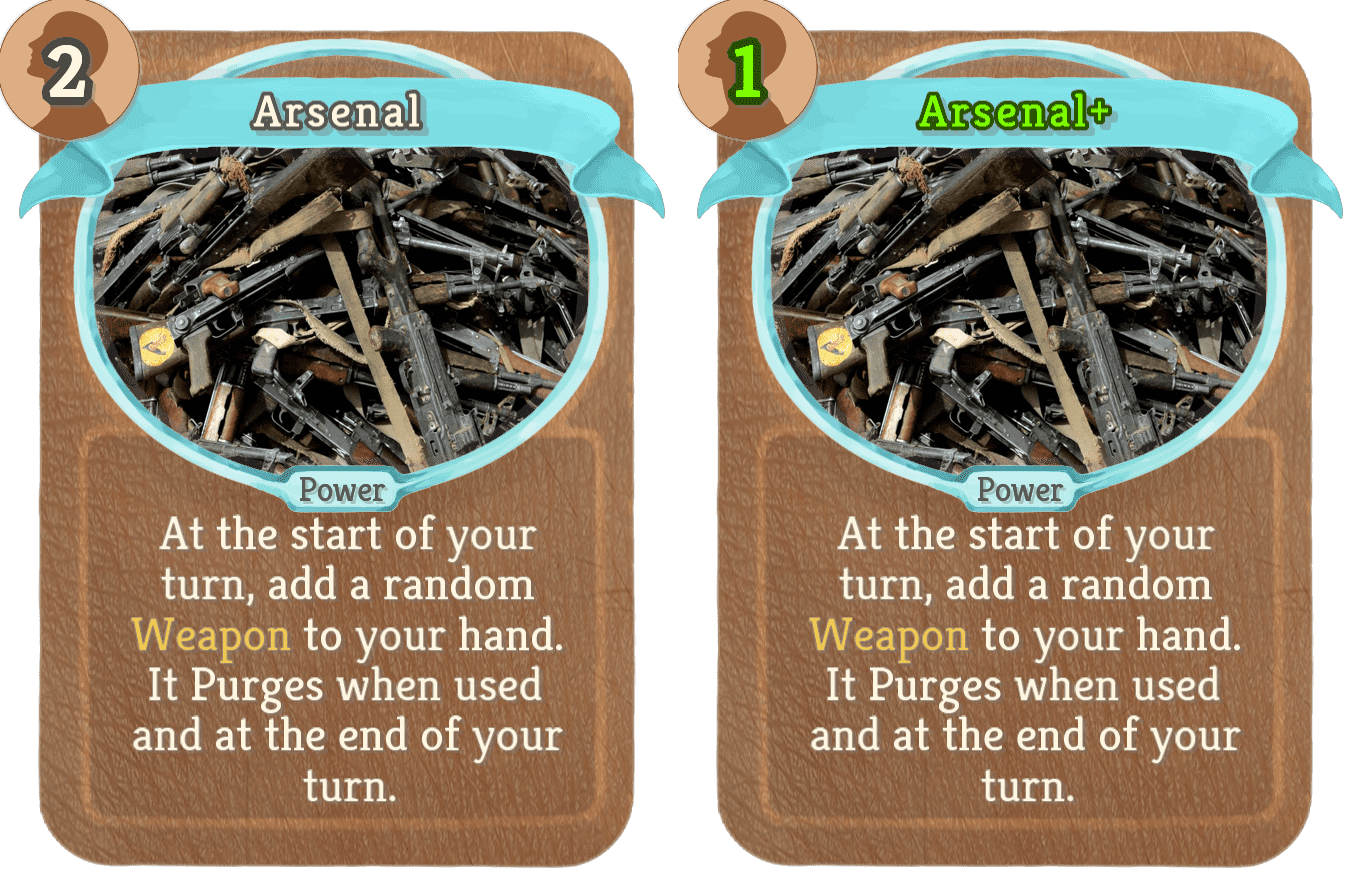 2
Arsenal
Power
At the start of your
turn, add a random
Weapon to your hand.
It Purges when used
and at the end of your
turn.
1
Arsenal+
Power
At the start of your
turn, add a random
Weapon to your hand.
It Purges when used
and at the end of your
turn.